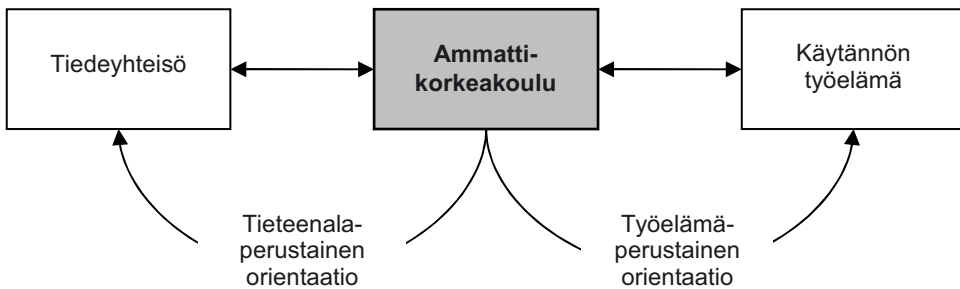 Tiedeyhteisö
Ammatti-
korkeakoulu
Käytännön
työelämä
Tieteenala-
perustainen
orientaatio
Työelämä-
perustainen
orientaatio